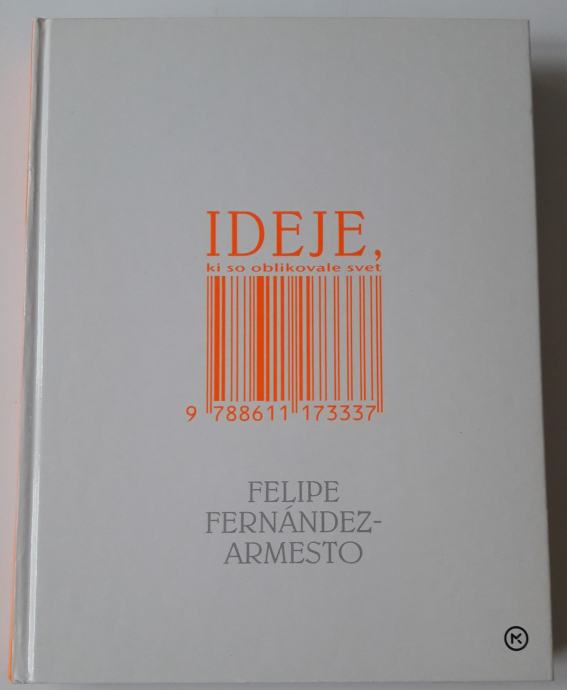 IDEJE,
ki so oblikovale svet
9 788611 173337
FELIPE
FERNÁNDEZ-
ARMESTO